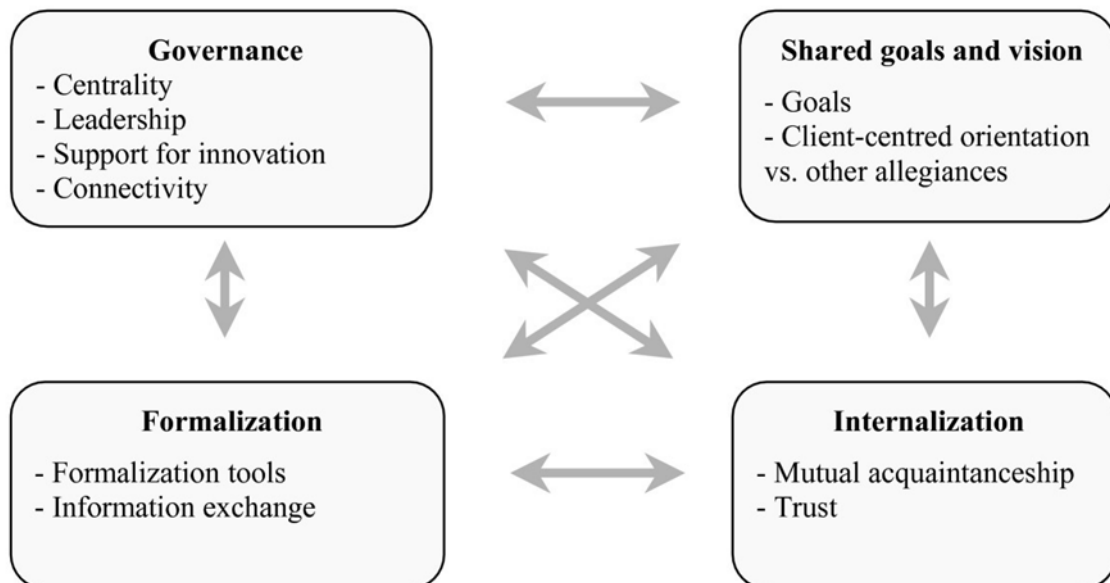 Governance
- Centrality
- Leadership
- Support for innovation
- Connectivity
Shared goals and vision
- Goals
- Client-centred orientation
vs. other allegiances
Formalization
- Formalization tools
- Information exchange
Internalization
- Mutual acquaintanceship
- Trust